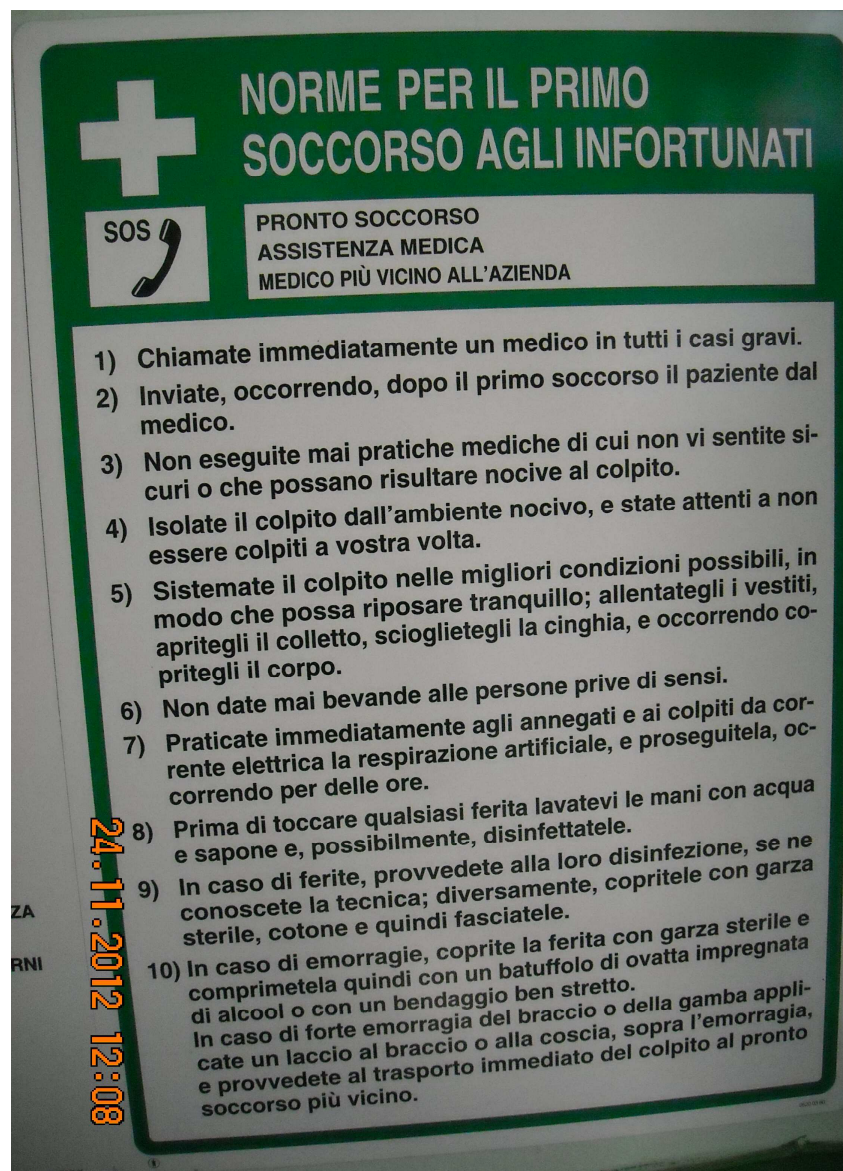 NORME PER IL PRIMO
SOCCORSO AGLI INFORTUNATI
SOS
PRONTO SOCCORSO
ASSISTENZA MEDICA
MEDICO PIÙ VICINO ALL'AZIENDA
1) Chiamate immediatamente un medico in tutti i casi gravi.
2) Inviate, occorrendo, dopo il primo soccorso il paziente dal
medico.
3) Non eseguite mai pratiche mediche di cui non vi sentite si-
curi o che possano risultare nocive al colpito.
4) Isolate il colpito dall'ambiente nocivo, e state attenti a non
essere colpiti a vostra volta.
5) Sistemate il colpito nelle migliori condizioni possibili, in
modo che possa riposare tranquillo; allentategli i vestiti,
apritegli il colletto, scioglietegli la cinghia, e occorrendo co-
pritegli il corpo.
6) Non date mai bevande alle persone prive di sensi.
7) Praticate immediatamente agli annegati e ai colpiti da cor-
rente elettrica la respirazione artificiale, e proseguitela, oc-
correndo per delle ore.
8) Prima di toccare qualsiasi ferita lavatevi le mani con acqua
e sapone e, possibilmente, disinfettatele.
9) In caso di ferite, provvedete alla loro disinfezione, se ne
conoscete la tecnica; diversamente, copritele con garza
sterile, cotone e quindi fasciatele.
10) In caso di emorragie, coprite la ferita con garza sterile e
comprimetela quindi con un batuffolo di ovatta impregnata
di alcool o con un bendaggio ben stretto.
In caso di forte emorragia del braccio o della gamba appli-
cate un laccio al braccio o alla coscia, sopra l'emorragia,
e provvedete al trasporto immediato del colpito al pronto
soccorso più vicino.
ZA
RNI
24.11.2012 12:08